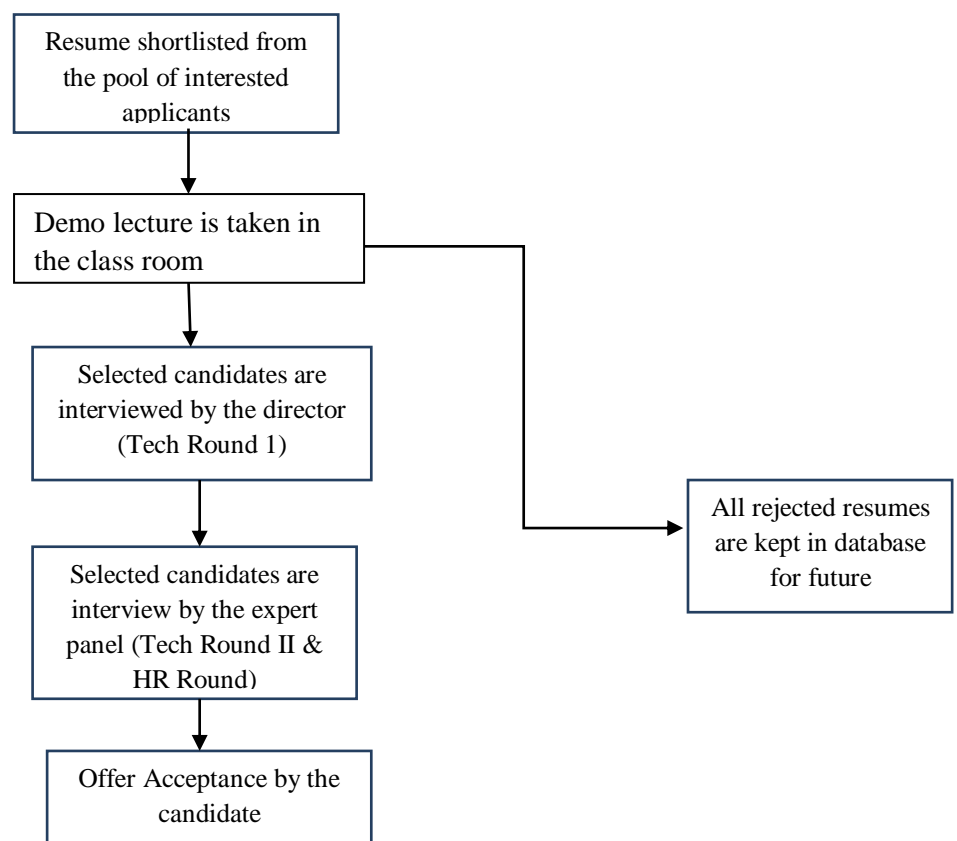 Resume shortlisted from
the pool of interested
applicants
Demo lecture is taken in
the class room
Selected candidates are
interviewed by the director
(Tech Round 1)
Selected candidates are
interview by the expert
panel (Tech Round II &
HR Round)
All rejected resumes
are kept in database
for future
Offer Acceptance by the
candidate